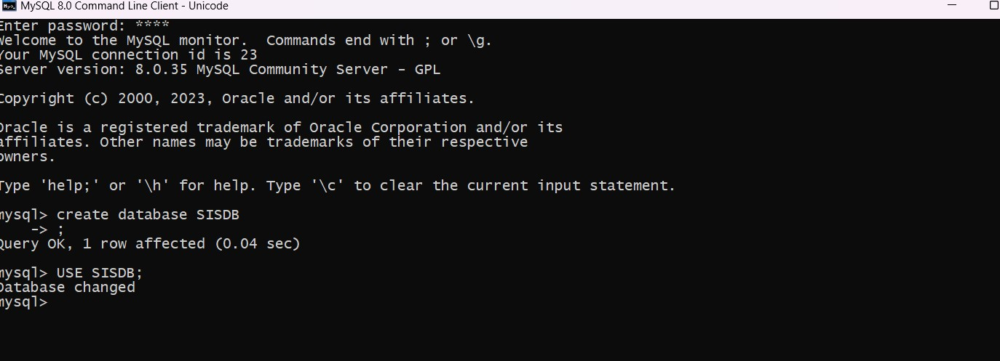 MySQL 8.0 Command Line Client - Unicode
Enter password: ****
Welcome to the MySQL monitor.  Commands end with ; or \g.
Your MySQL connection id is 23
Server version: 8.0.35 MySQL Community Server - GPL
Copyright (c) 2000, 2023, Oracle and/or its affiliates.
Oracle is a registered trademark of Oracle Corporation and/or its
affiliates. Other names may be trademarks of their respective
owners.
Type 'help;' or '\h' for help. Type '\c' to clear the current input statement.
mysql> create database SISDB
    -> ;
Query OK, 1 row affected (0.04 sec)
mysql> USE SISDB;
Database changed
mysql>